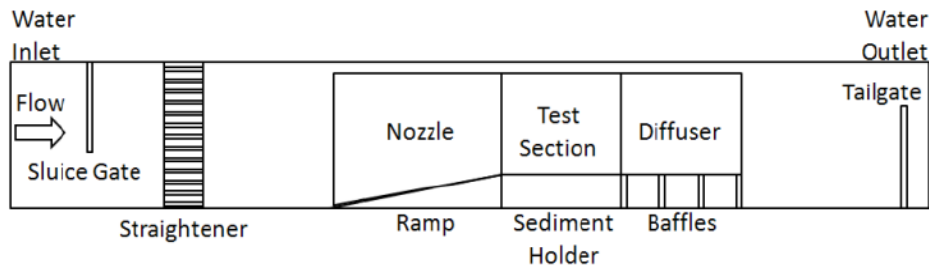 Water
Inlet
Water
Outlet
Flow
Sluice Gate
Nozzle
Test
Section
Diffuser
Tailgate
Straightener
Ramp
Sediment
Holder
Baffles